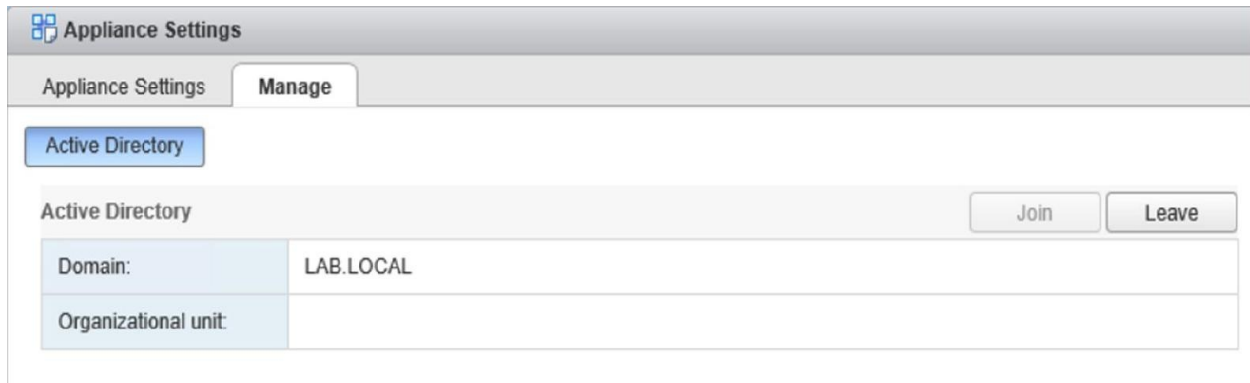 Appliance Settings
Appliance Settings Manage
Active Directory
Active Directory Join Leave
Domain: LAB.LOCAL
Organizational unit: